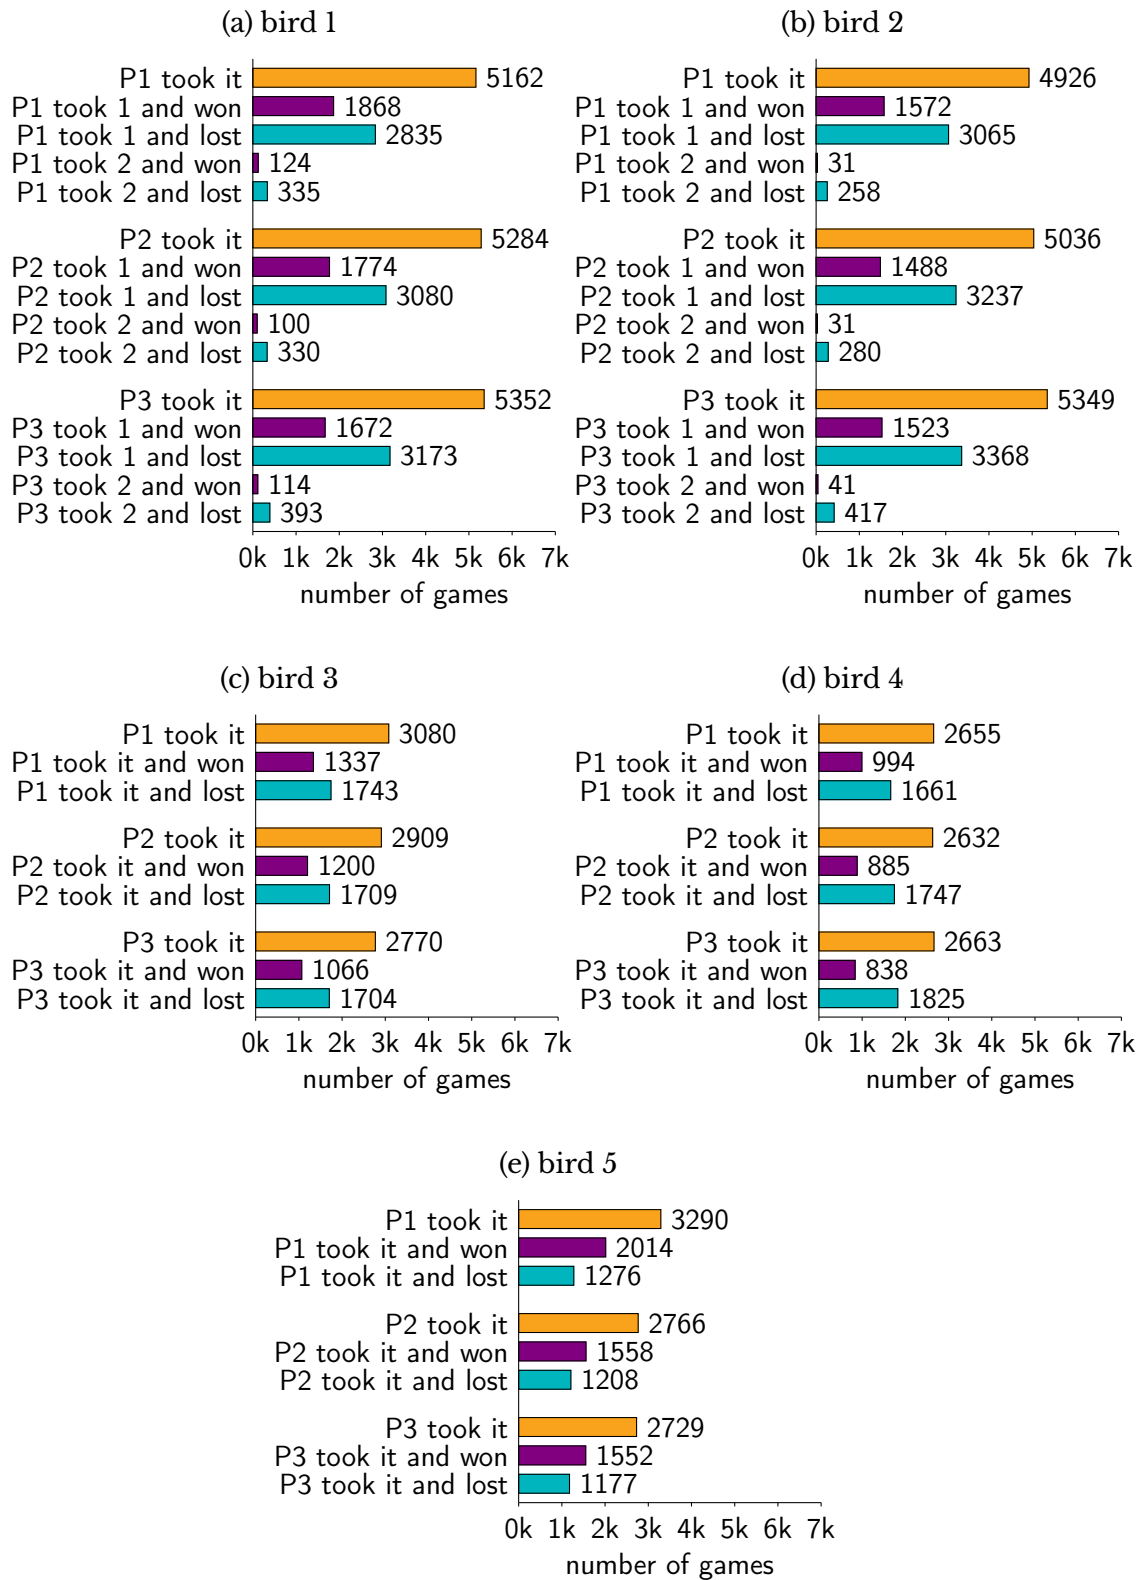 (a) bird 1
P1 took it 5162
P1 took 1 and won 1868
P1 took 1 and lost 2835
P1 took 2 and won 124
P1 took 2 and lost 335
P2 took it 5284
P2 took 1 and won 1774
P2 took 1 and lost 3080
P2 took 2 and won 100
P2 took 2 and lost 330
P3 took it 5352
P3 took 1 and won 1672
P3 took 1 and lost 3173
P3 took 2 and won 114
P3 took 2 and lost 393
0k 1k 2k 3k 4k 5k 6k 7k
number of games
(b) bird 2
P1 took it 4926
P1 took 1 and won 1572
P1 took 1 and lost 3065
P1 took 2 and won 31
P1 took 2 and lost 258
P2 took it 5036
P2 took 1 and won 1488
P2 took 1 and lost 3237
P2 took 2 and won 31
P2 took 2 and lost 280
P3 took it 5349
P3 took 1 and won 1523
P3 took 1 and lost 3368
P3 took 2 and won 41
P3 took 2 and lost 417
0k 1k 2k 3k 4k 5k 6k 7k
number of games
(c) bird 3
P1 took it 3080
P1 took it and won 1337
P1 took it and lost 1743
P2 took it 2909
P2 took it and won 1200
P2 took it and lost 1709
P3 took it 2770
P3 took it and won 1066
P3 took it and lost 1704
0k 1k 2k 3k 4k 5k 6k 7k
number of games
(d) bird 4
P1 took it 2655
P1 took it and won 994
P1 took it and lost 1661
P2 took it 2632
P2 took it and won 885
P2 took it and lost 1747
P3 took it 2663
P3 took it and won 838
P3 took it and lost 1825
0k 1k 2k 3k 4k 5k 6k 7k
number of games
(e) bird 5
P1 took it 3290
P1 took it and won 2014
P1 took it and lost 1276
P2 took it 2766
P2 took it and won 1558
P2 took it and lost 1208
P3 took it 2729
P3 took it and won 1552
P3 took it and lost 1177
0k 1k 2k 3k 4k 5k 6k 7k
number of games